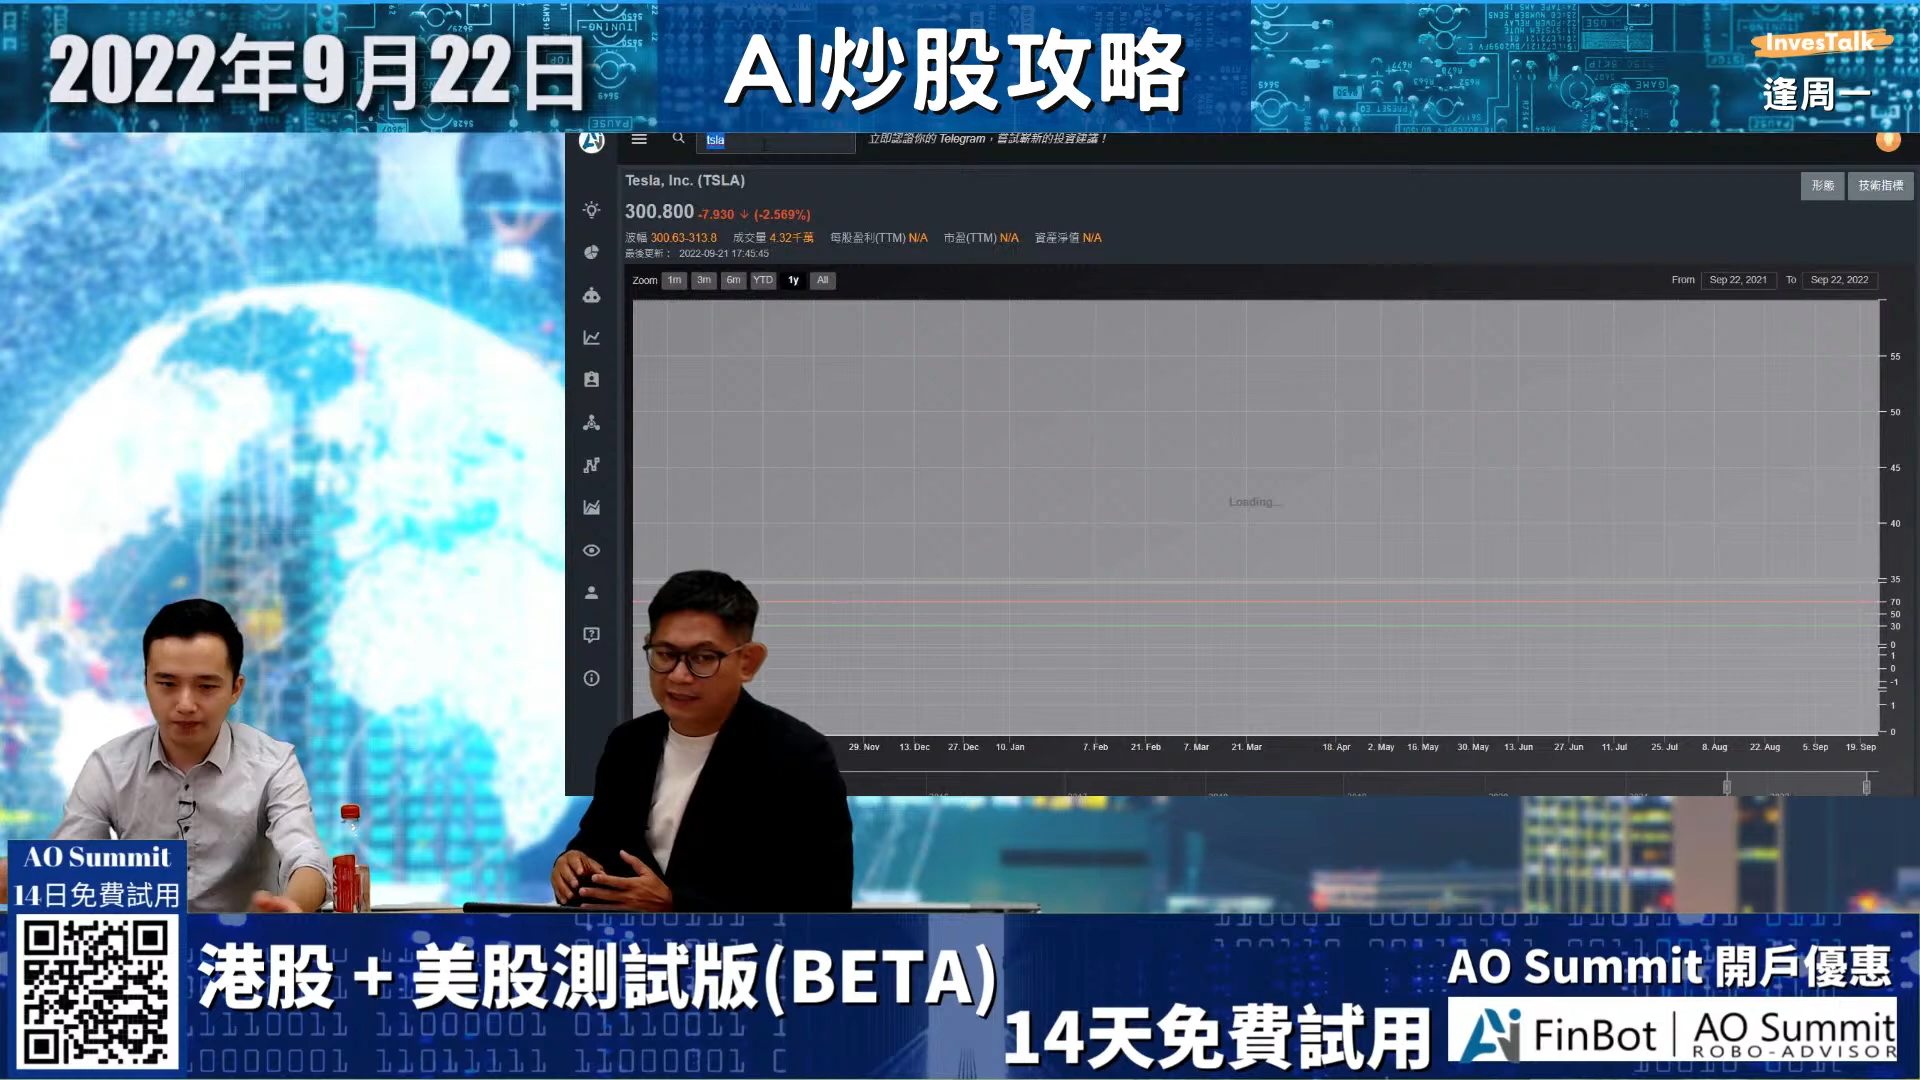 2022年9月22日
AI炒股攻略
InvesTalk
逢周一
tsla
立即認證你的 Telegram，嘗試嶄新的投資建議！
Tesla, Inc. (TSLA)
形態
技術指標
300.800 -7.930 ↓ (-2.569%)
波幅 300.63-313.8 成交量 4.32千萬 每股盈利(TTM) N/A 市盈(TTM) N/A 資產淨值 N/A
最後更新： 2022-09-21 17:45:45
Zoom 1m 3m 6m YTD 1y All
From Sep 22, 2021 To Sep 22, 2022
55
50
45
40
Loading...
35
70
50
30
0
1
0
-1
1
0
29. Nov 13. Dec 27. Dec 10. Jan 7. Feb 21. Feb 7. Mar 21. Mar 18. Apr 2. May 16. May 30. May 13. Jun 27. Jun 11. Jul 25. Jul 8. Aug 22. Aug 5. Sep 19. Sep
AO Summit
14日免費試用
港股 + 美股測試版(BETA)
14天免費試用
AO Summit 開戶優惠
Ai FinBot | AO Summit
ROBO-ADVISOR